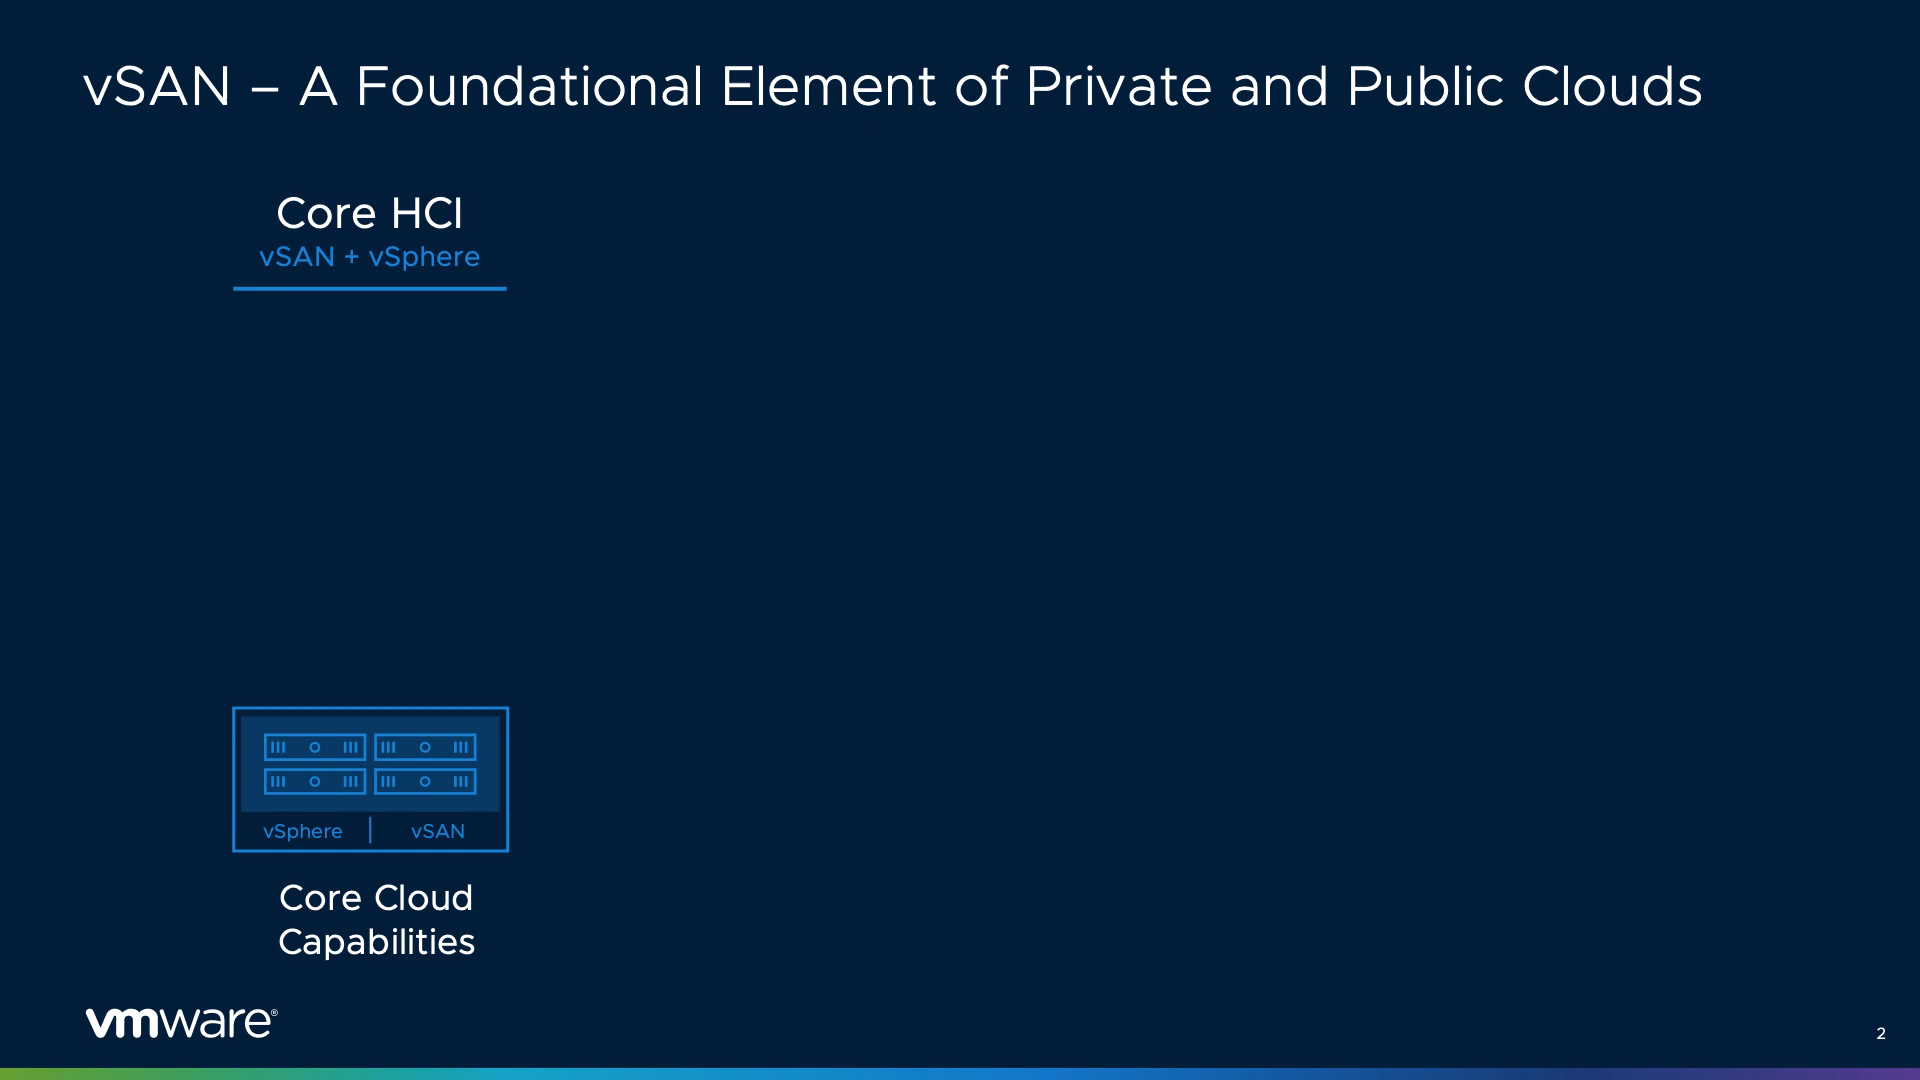 vSAN – A Foundational Element of Private and Public Clouds
Core HCI
vSAN + vSphere
vSphere | vSAN
Core Cloud
Capabilities
vmware®
2